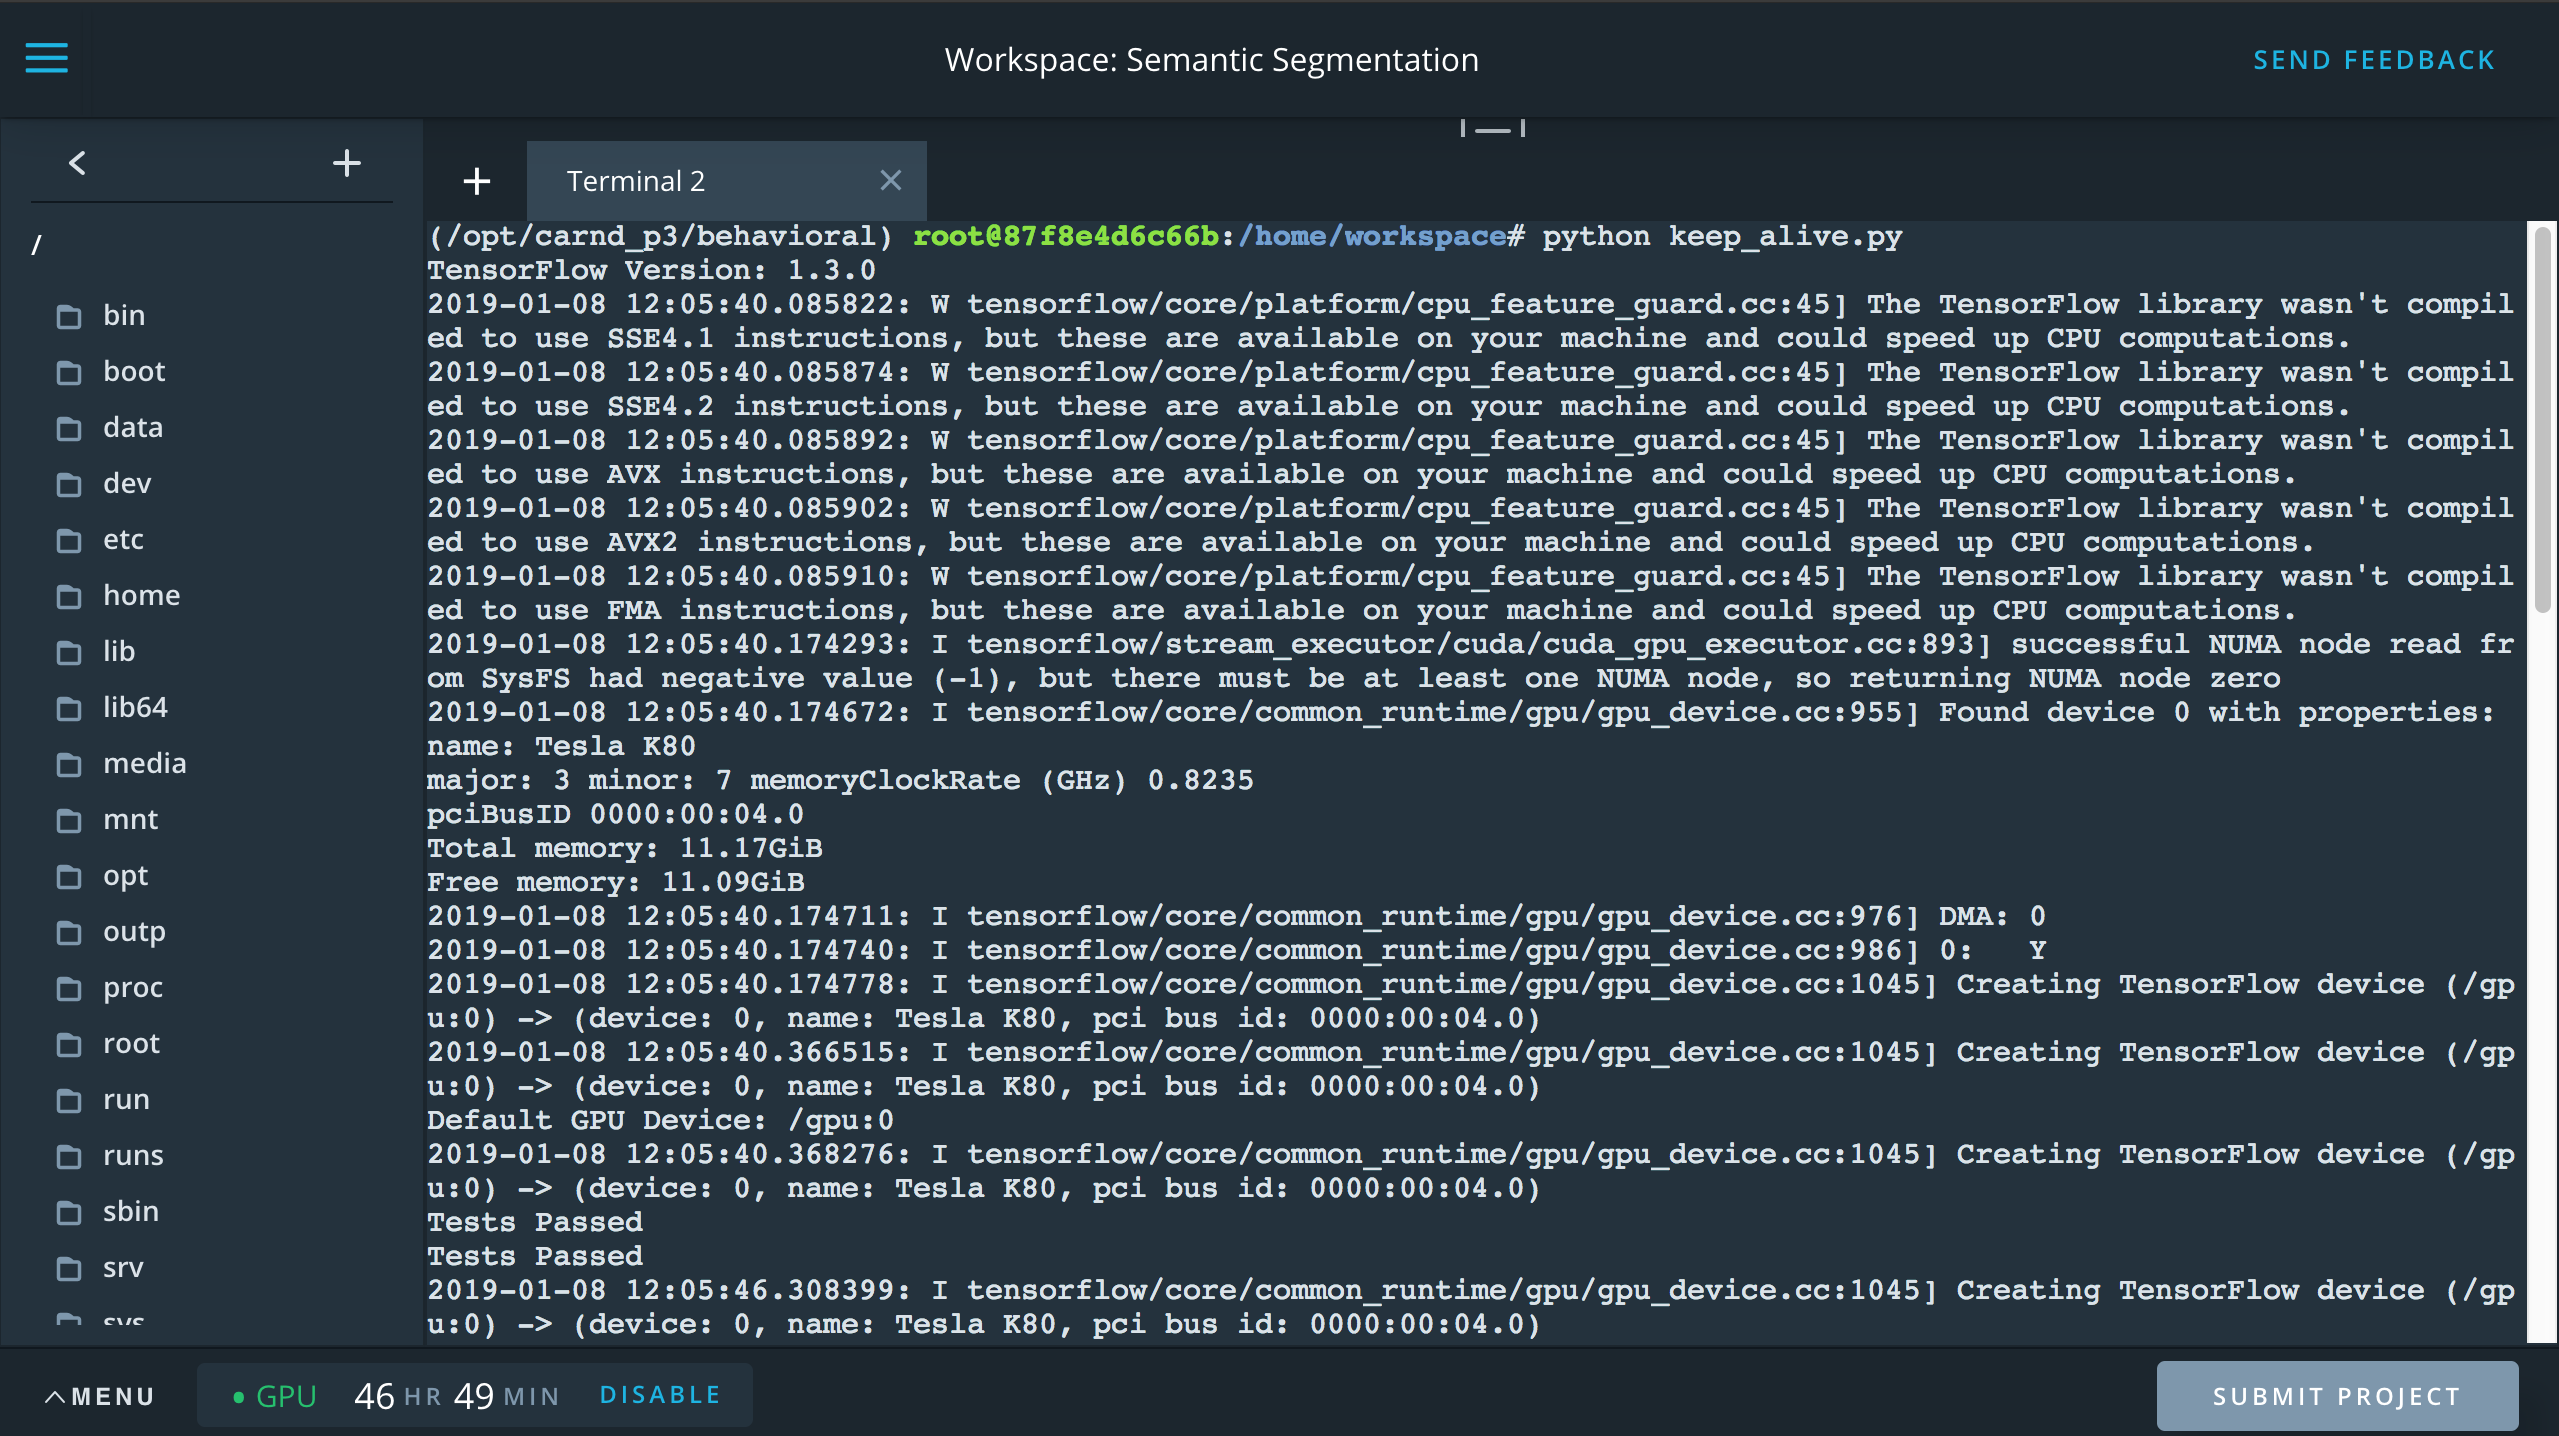 Workspace: Semantic Segmentation
SEND FEEDBACK
Terminal 2
/
bin
boot
data
dev
etc
home
lib
lib64
media
mnt
opt
outp
proc
root
run
runs
sbin
srv
sys
(/opt/carnd_p3/behavioral) root@87f8e4d6c66b:/home/workspace# python keep_alive.py
TensorFlow Version: 1.3.0
2019-01-08 12:05:40.085822: W tensorflow/core/platform/cpu_feature_guard.cc:45] The TensorFlow library wasn't compil
ed to use SSE4.1 instructions, but these are available on your machine and could speed up CPU computations.
2019-01-08 12:05:40.085874: W tensorflow/core/platform/cpu_feature_guard.cc:45] The TensorFlow library wasn't compil
ed to use SSE4.2 instructions, but these are available on your machine and could speed up CPU computations.
2019-01-08 12:05:40.085892: W tensorflow/core/platform/cpu_feature_guard.cc:45] The TensorFlow library wasn't compil
ed to use AVX instructions, but these are available on your machine and could speed up CPU computations.
2019-01-08 12:05:40.085902: W tensorflow/core/platform/cpu_feature_guard.cc:45] The TensorFlow library wasn't compil
ed to use AVX2 instructions, but these are available on your machine and could speed up CPU computations.
2019-01-08 12:05:40.085910: W tensorflow/core/platform/cpu_feature_guard.cc:45] The TensorFlow library wasn't compil
ed to use FMA instructions, but these are available on your machine and could speed up CPU computations.
2019-01-08 12:05:40.174293: I tensorflow/stream_executor/cuda/cuda_gpu_executor.cc:893] successful NUMA node read fr
om SysFS had negative value (-1), but there must be at least one NUMA node, so returning NUMA node zero
2019-01-08 12:05:40.174672: I tensorflow/core/common_runtime/gpu/gpu_device.cc:955] Found device 0 with properties:
name: Tesla K80
major: 3 minor: 7 memoryClockRate (GHz) 0.8235
pciBusID 0000:00:04.0
Total memory: 11.17GiB
Free memory: 11.09GiB
2019-01-08 12:05:40.174711: I tensorflow/core/common_runtime/gpu/gpu_device.cc:976] DMA: 0
2019-01-08 12:05:40.174740: I tensorflow/core/common_runtime/gpu/gpu_device.cc:986] 0:   Y
2019-01-08 12:05:40.174778: I tensorflow/core/common_runtime/gpu/gpu_device.cc:1045] Creating TensorFlow device (/gp
u:0) -> (device: 0, name: Tesla K80, pci bus id: 0000:00:04.0)
2019-01-08 12:05:40.366515: I tensorflow/core/common_runtime/gpu/gpu_device.cc:1045] Creating TensorFlow device (/gp
u:0) -> (device: 0, name: Tesla K80, pci bus id: 0000:00:04.0)
Default GPU Device: /gpu:0
2019-01-08 12:05:40.368276: I tensorflow/core/common_runtime/gpu/gpu_device.cc:1045] Creating TensorFlow device (/gp
u:0) -> (device: 0, name: Tesla K80, pci bus id: 0000:00:04.0)
Tests Passed
Tests Passed
2019-01-08 12:05:46.308399: I tensorflow/core/common_runtime/gpu/gpu_device.cc:1045] Creating TensorFlow device (/gp
u:0) -> (device: 0, name: Tesla K80, pci bus id: 0000:00:04.0)
MENU
GPU 46 HR 49 MIN DISABLE
SUBMIT PROJECT